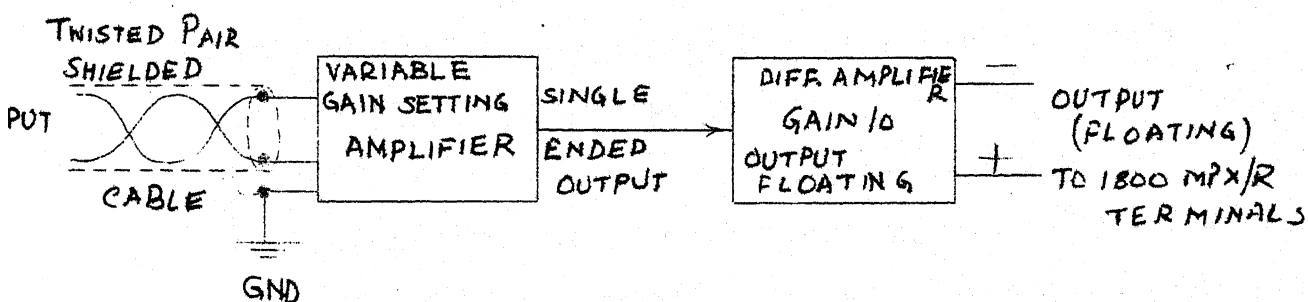 TWISTED PAIR
SHIELDED
PUT
CABLE
GND
VARIABLE
GAIN SETTING
AMPLIFIER
SINGLE
ENDED
OUTPUT
DIFF. AMPLIFIE
R
GAIN 10
OUTPUT
FLOATING
−
+
OUTPUT
(FLOATING)
TO 1800 MPX/R
TERMINALS